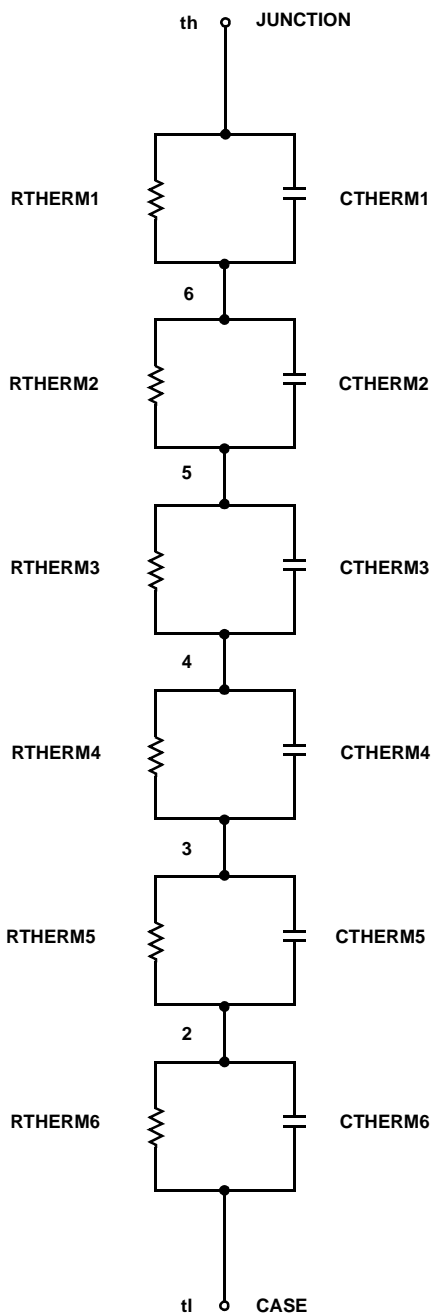 th JUNCTION
RTHERM1 CTHERM1
6
RTHERM2 CTHERM2
5
RTHERM3 CTHERM3
4
RTHERM4 CTHERM4
3
RTHERM5 CTHERM5
2
RTHERM6 CTHERM6
tl CASE